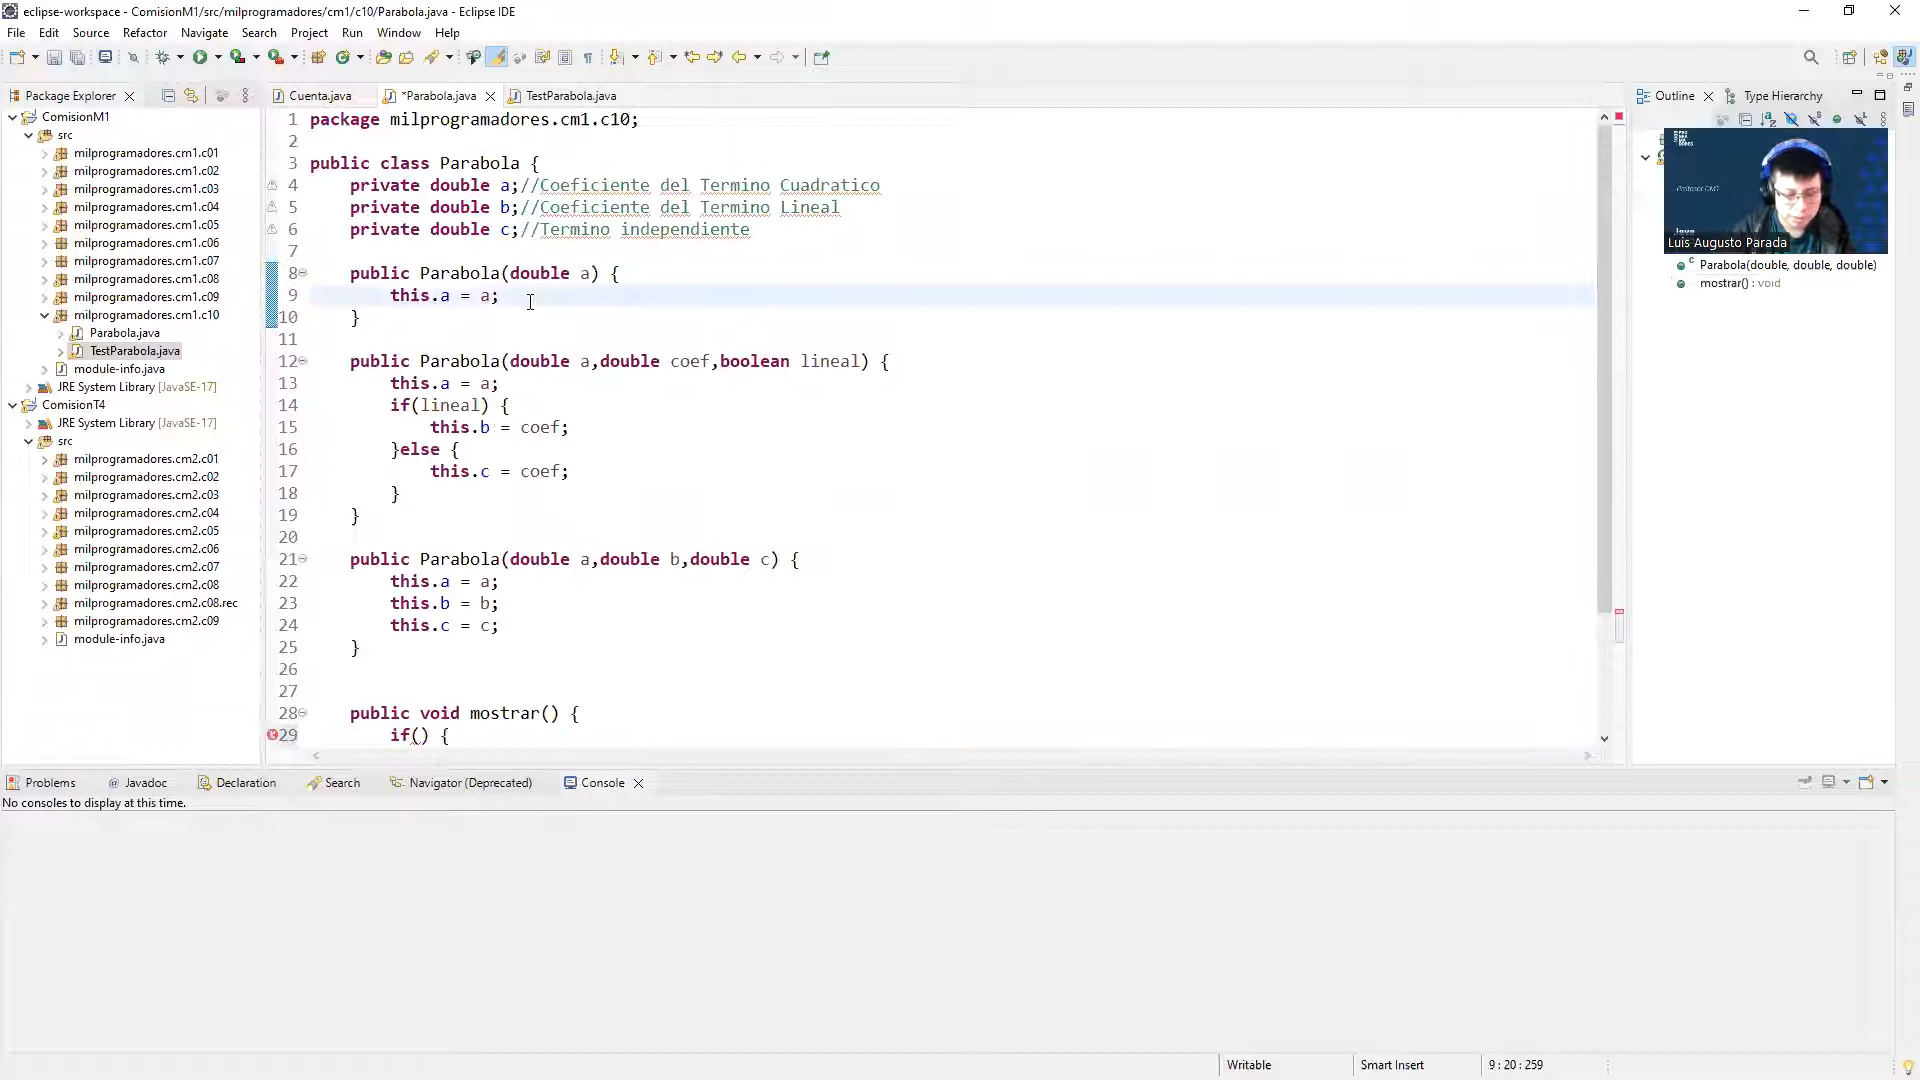 eclipse-workspace - ComisionM1/src/milprogramadores/cm1/c10/Parabola.java - Eclipse IDE
File Edit Source Refactor Navigate Search Project Run Window Help
Package Explorer
Cuenta.java
*Parabola.java
TestParabola.java
Outline
Type Hierarchy
ComisionM1
src
milprogramadores.cm1.c01
milprogramadores.cm1.c02
milprogramadores.cm1.c03
milprogramadores.cm1.c04
milprogramadores.cm1.c05
milprogramadores.cm1.c06
milprogramadores.cm1.c07
milprogramadores.cm1.c08
milprogramadores.cm1.c09
milprogramadores.cm1.c10
Parabola.java
TestParabola.java
module-info.java
JRE System Library [JavaSE-17]
ComisionT4
JRE System Library [JavaSE-17]
src
milprogramadores.cm2.c01
milprogramadores.cm2.c02
milprogramadores.cm2.c03
milprogramadores.cm2.c04
milprogramadores.cm2.c05
milprogramadores.cm2.c06
milprogramadores.cm2.c07
milprogramadores.cm2.c08
milprogramadores.cm2.c08.rec
milprogramadores.cm2.c09
module-info.java
1 package milprogramadores.cm1.c10;
2
3 public class Parabola {
4 private double a;//Coeficiente del Termino Cuadratico
5 private double b;//Coeficiente del Termino Lineal
6 private double c;//Termino independiente
7
8 public Parabola(double a) {
9 this.a = a;
10 }
11
12 public Parabola(double a,double coef,boolean lineal) {
13 this.a = a;
14 if(lineal) {
15 this.b = coef;
16 }else {
17 this.c = coef;
18 }
19 }
20
21 public Parabola(double a,double b,double c) {
22 this.a = a;
23 this.b = b;
24 this.c = c;
25 }
26
27
28 public void mostrar() {
29 if() {
Profesor CM1
Java
Luis Augusto Parada
Parabola(double, double, double)
mostrar() : void
Problems
@ Javadoc
Declaration
Search
Navigator (Deprecated)
Console
No consoles to display at this time.
Writable
Smart Insert
9 : 20 : 259